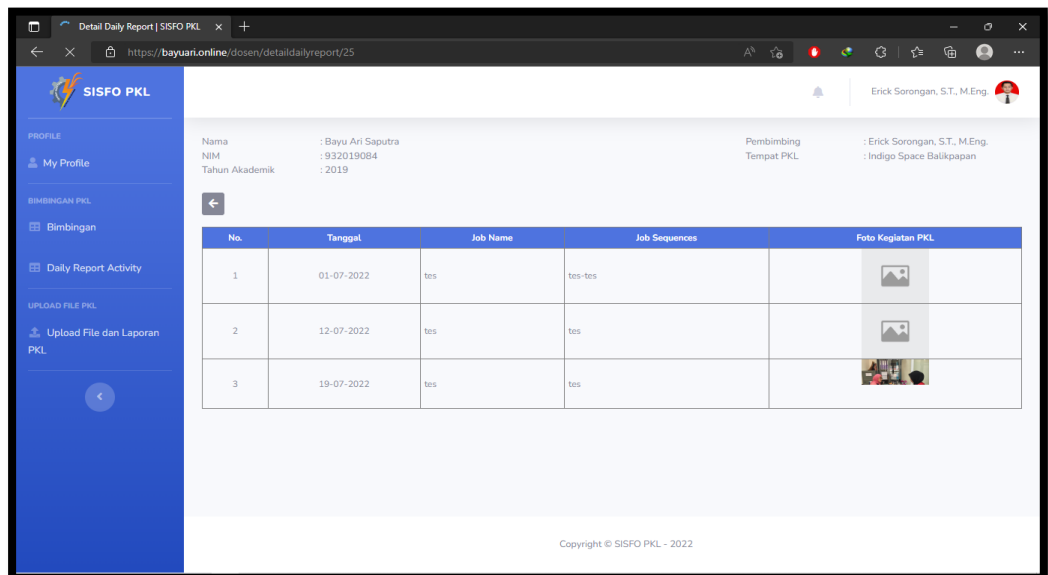 Detail Daily Report | SISFO PKL
https://bayuari.online/dosen/detaildailyreport/25
SISFO PKL
Erick Sorongan, S.T., M.Eng.
PROFILE
My Profile
BIMBINGAN PKL
Bimbingan
Daily Report Activity
UPLOAD FILE PKL
Upload File dan Laporan
PKL
Nama : Bayu Ari Saputra Pembimbing : Erick Sorongan, S.T., M.Eng.
NIM : 932019084 Tempat PKL : Indigo Space Balikpapan
Tahun Akademik : 2019
No. Tanggal Job Name Job Sequences Foto Kegiatan PKL
1 01-07-2022 tes tes-tes
2 12-07-2022 tes tes
3 19-07-2022 tes tes
Copyright © SISFO PKL - 2022